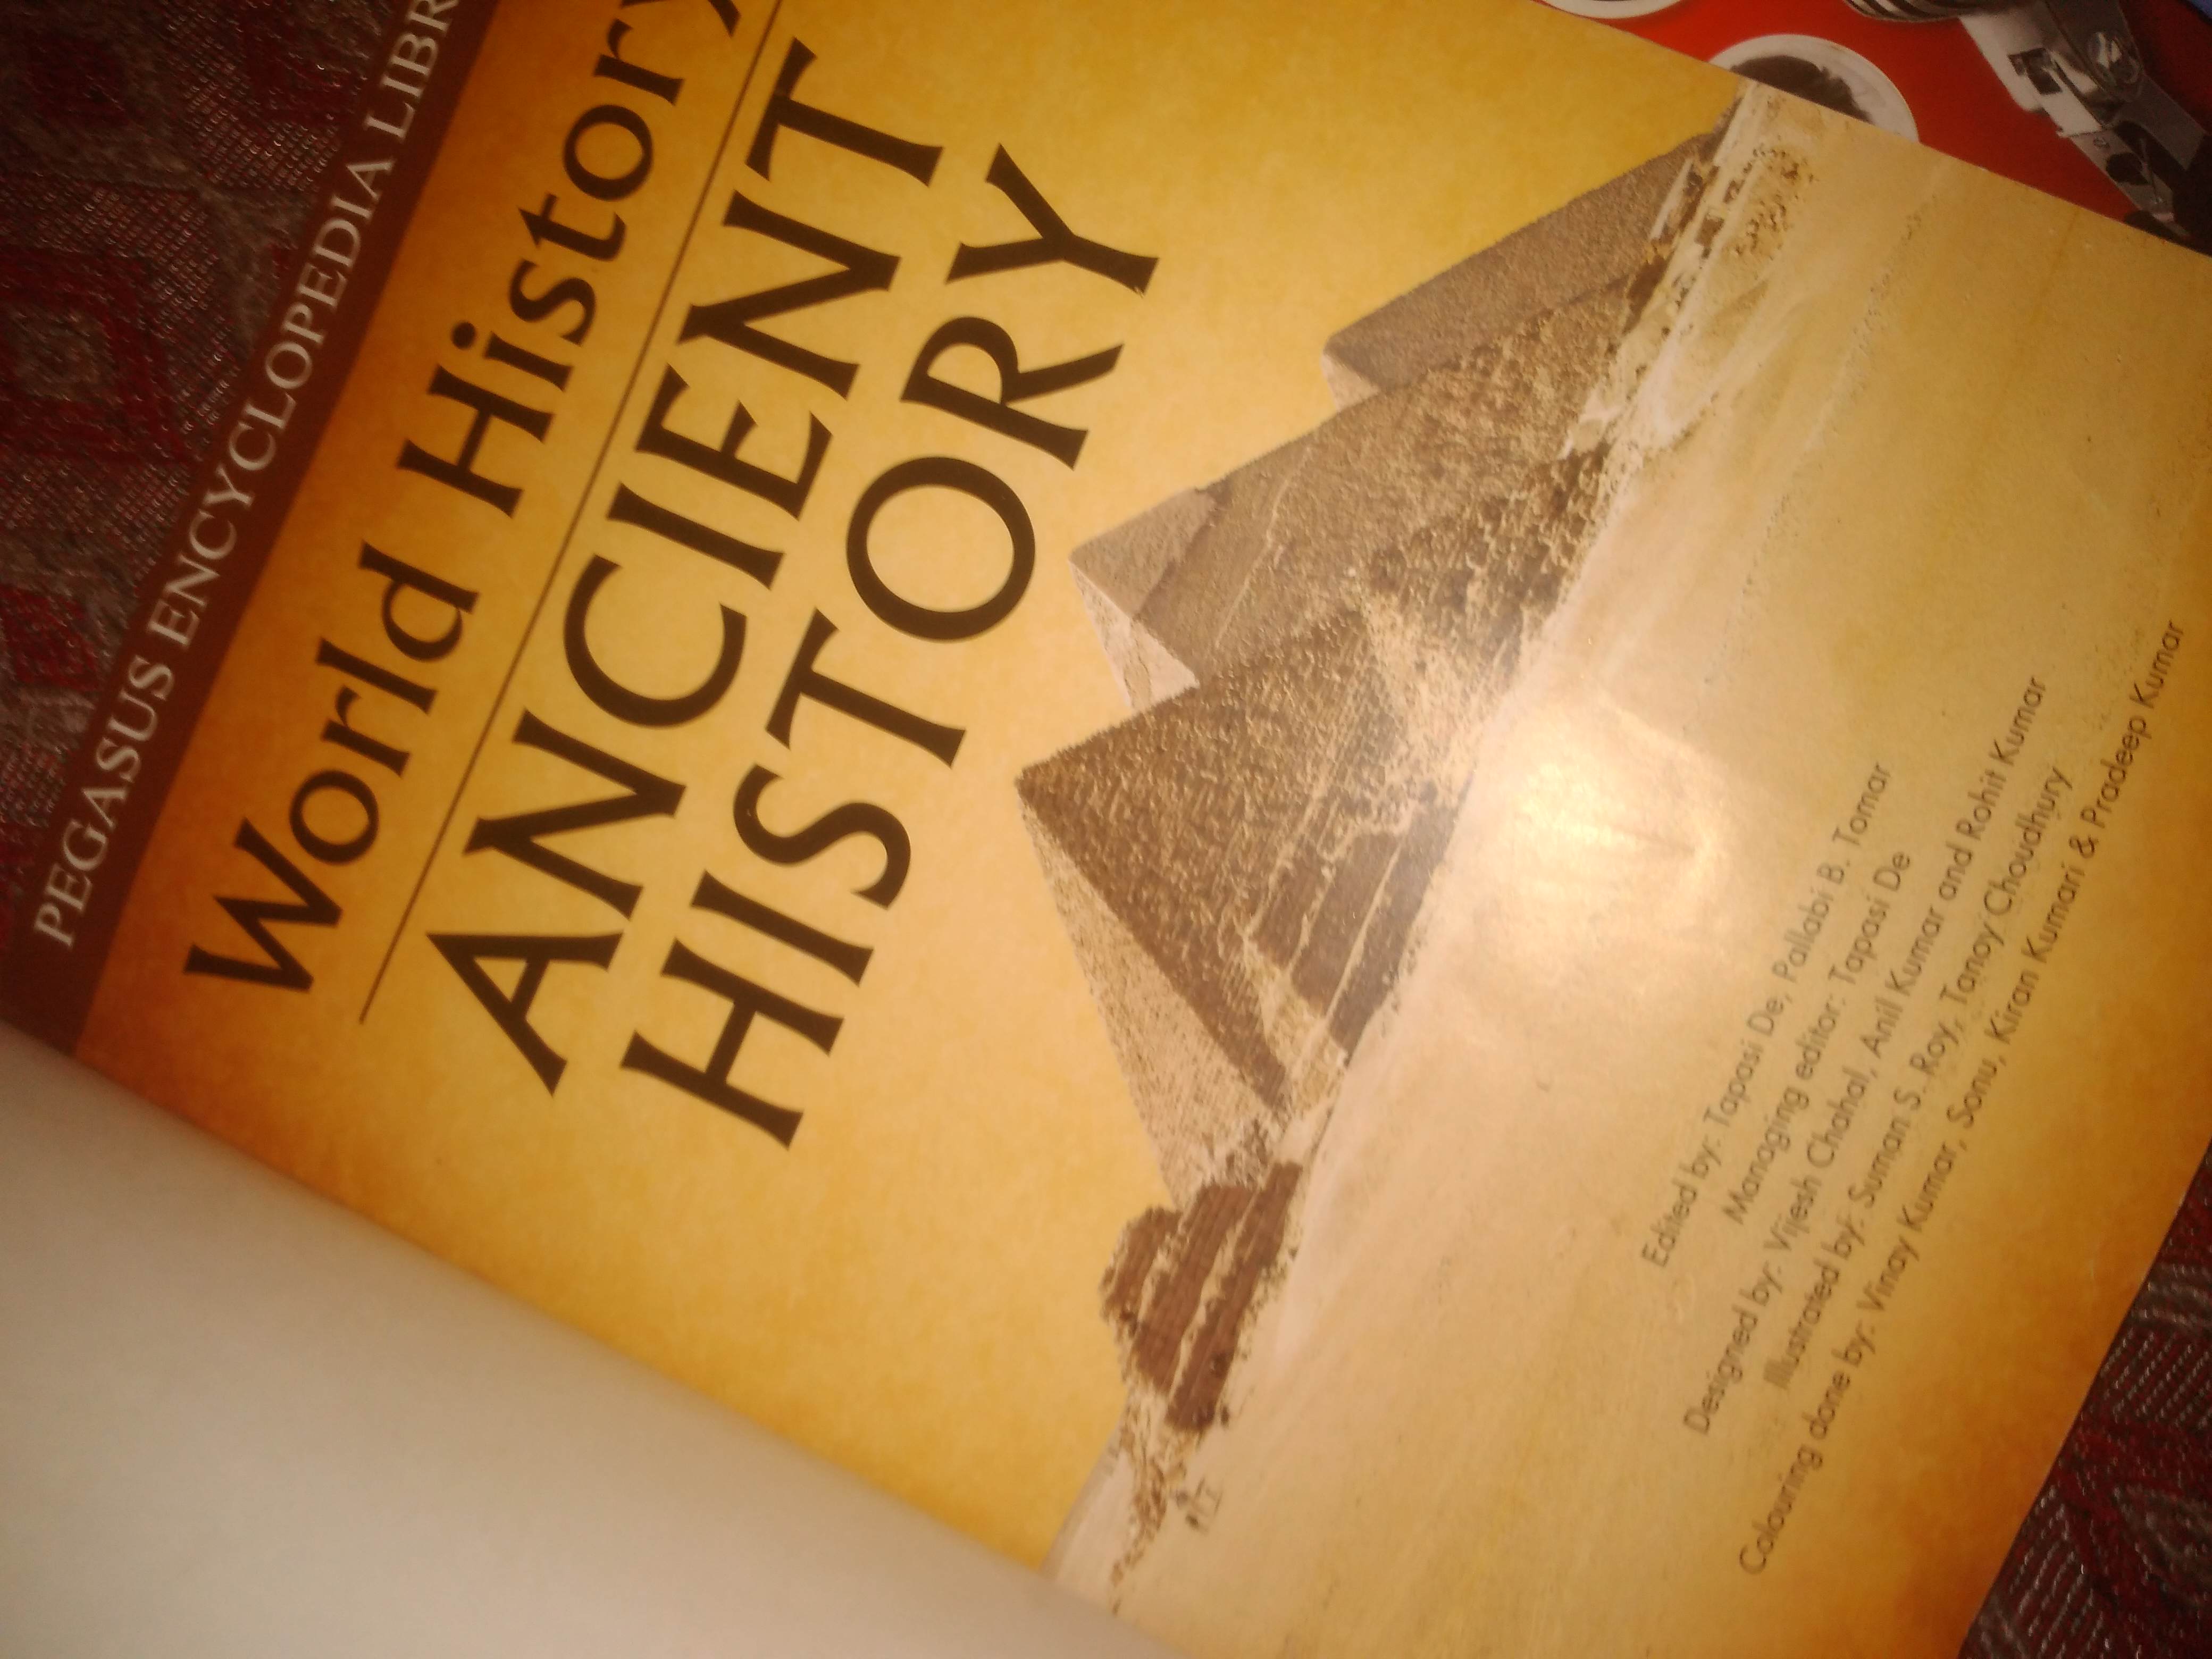 PEGASUS ENCYCLOPEDIA LIBR
World History
ANCIENT
HISTORY
Edited by: Tapasi De, Pallabi B. Tomar
Managing editor: Tapasi De
Designed by: Vijesh Chahal, Anil Kumar and Rohit Kumar
Illustrated by: Suman S. Roy, Tanoy Choudhury
Colouring done by: Vinay Kumar, Sonu, Kiran Kumari & Pradeep Kumar